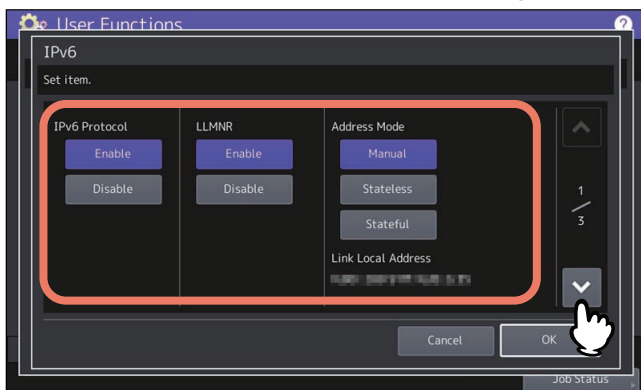 User Functions
?
IPv6
Set item.
IPv6 Protocol
Enable
Disable
LLMNR
Enable
Disable
Address Mode
Manual
Stateless
Stateful
Link Local Address
1
3
Cancel
OK
Job Status